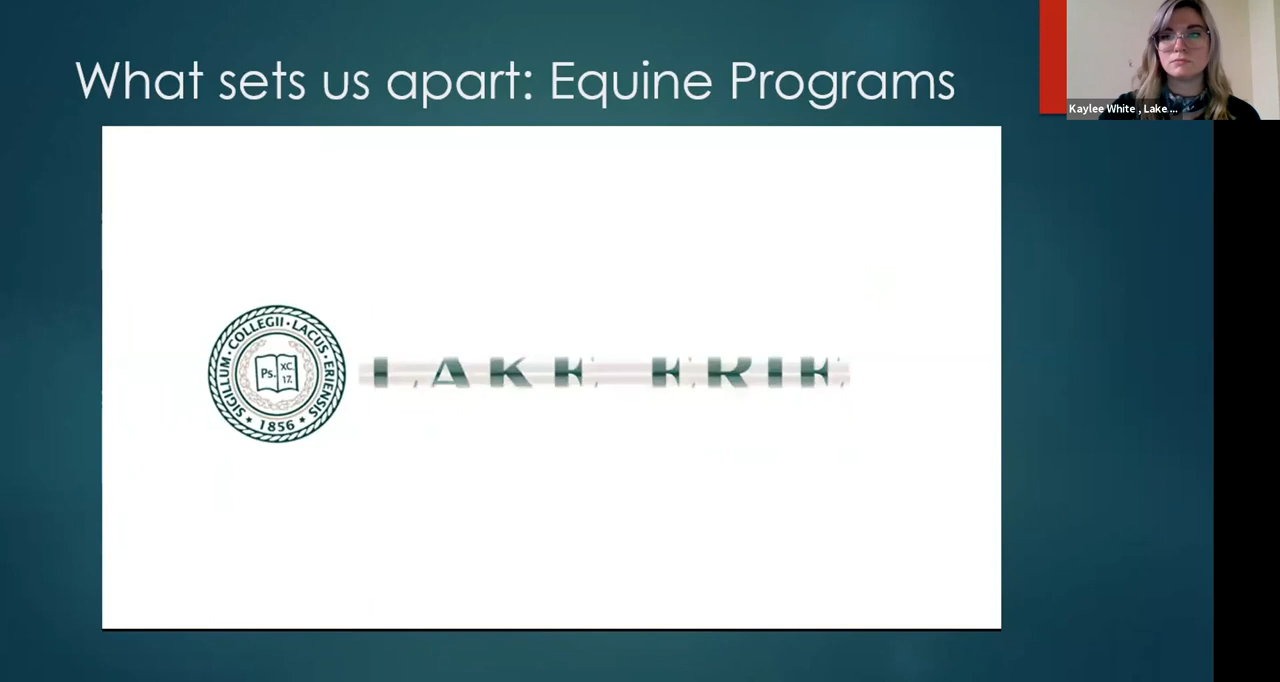 What sets us apart: Equine Programs
Kaylee White , Lake ...
SIGILLUM · COLLEGII · LACUS · ERIENSIS
Ps. XC.
17.
* 1856 *
LAKE ERIE